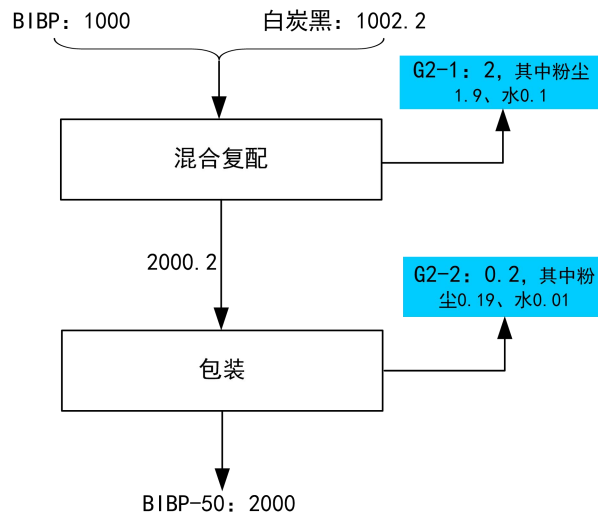 BIBP：1000
白炭黑：1002.2
G2-1：2，其中粉尘
1.9、水0.1
混合复配
2000.2
G2-2：0.2，其中粉
尘0.19、水0.01
包装
BIBP-50：2000